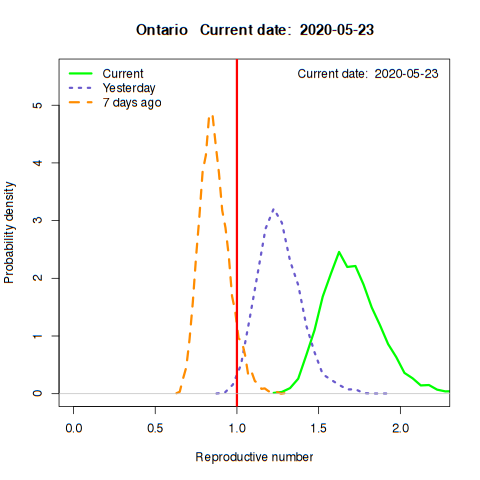 Ontario   Current date:  2020-05-23
Current
Current date:  2020-05-23
Yesterday
7 days ago
Probability density
5
4
3
2
1
0
0.0 0.5 1.0 1.5 2.0
Reproductive number